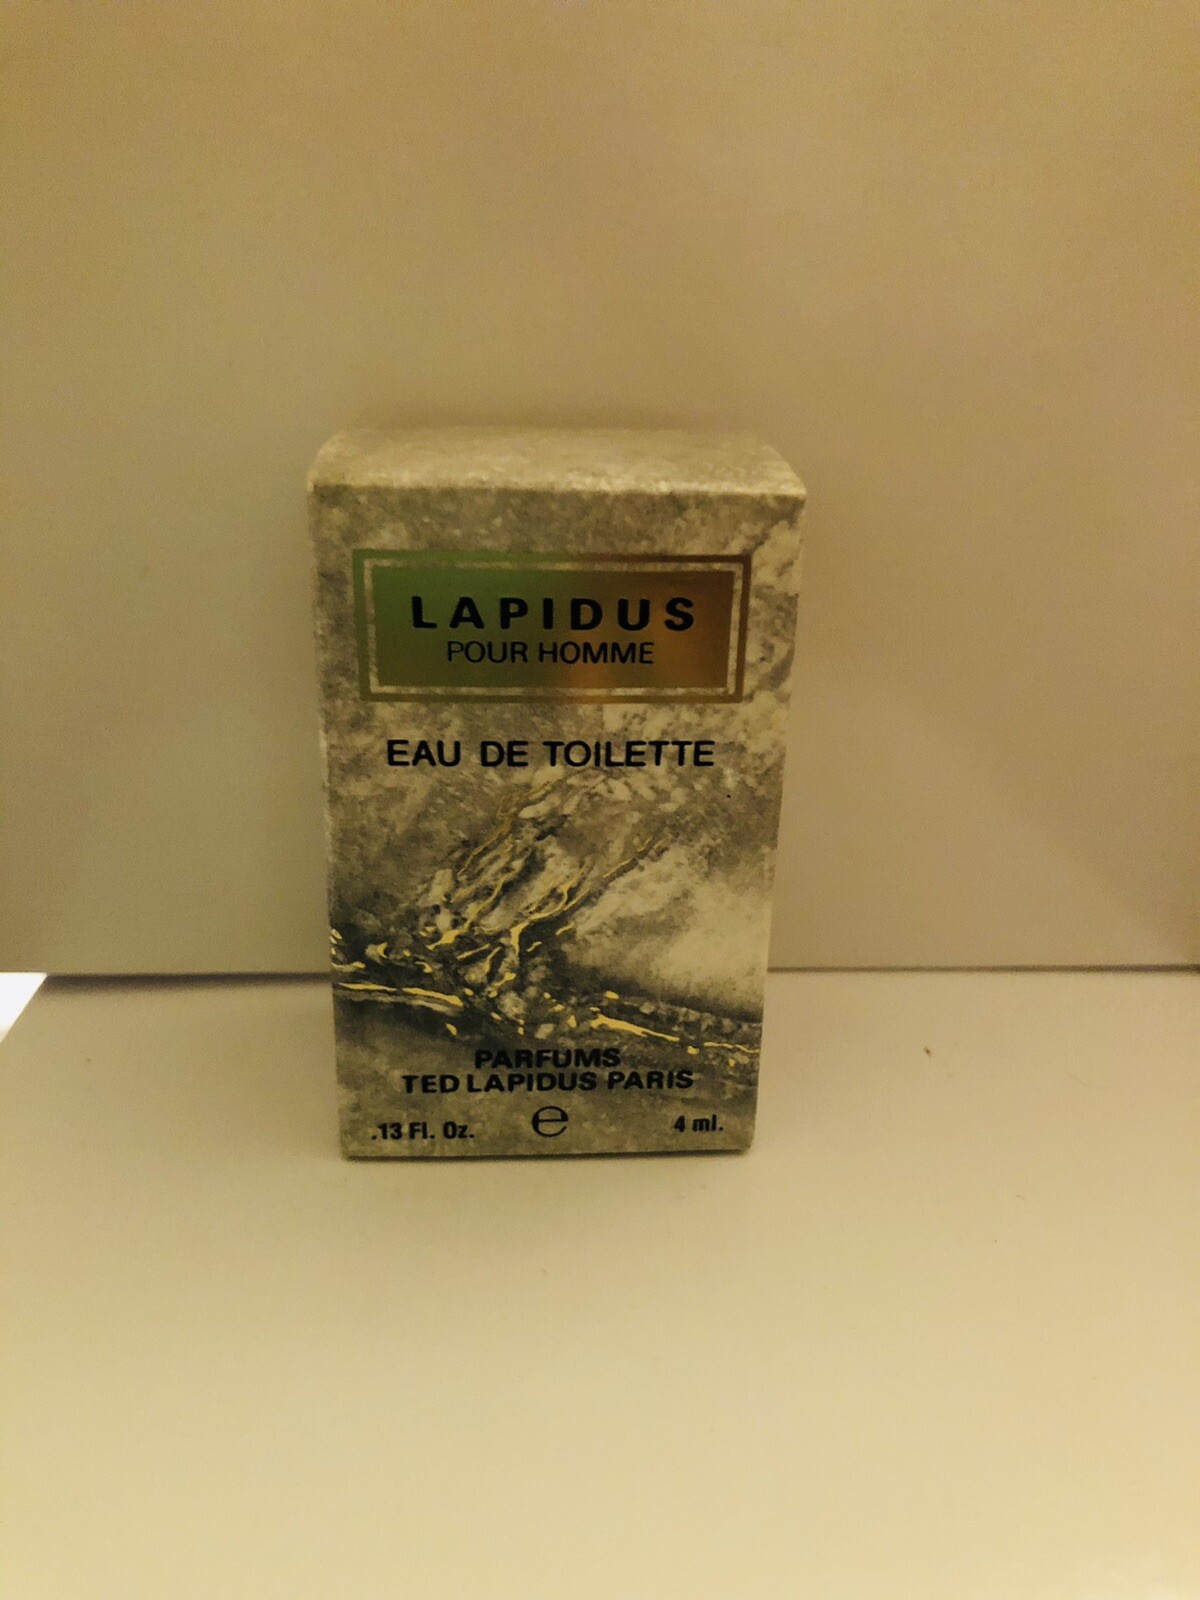 LAPIDUS
POUR HOMME
EAU DE TOILETTE
PARFUMS
TED LAPIDUS PARIS
.13 Fl. Oz. e 4 ml.